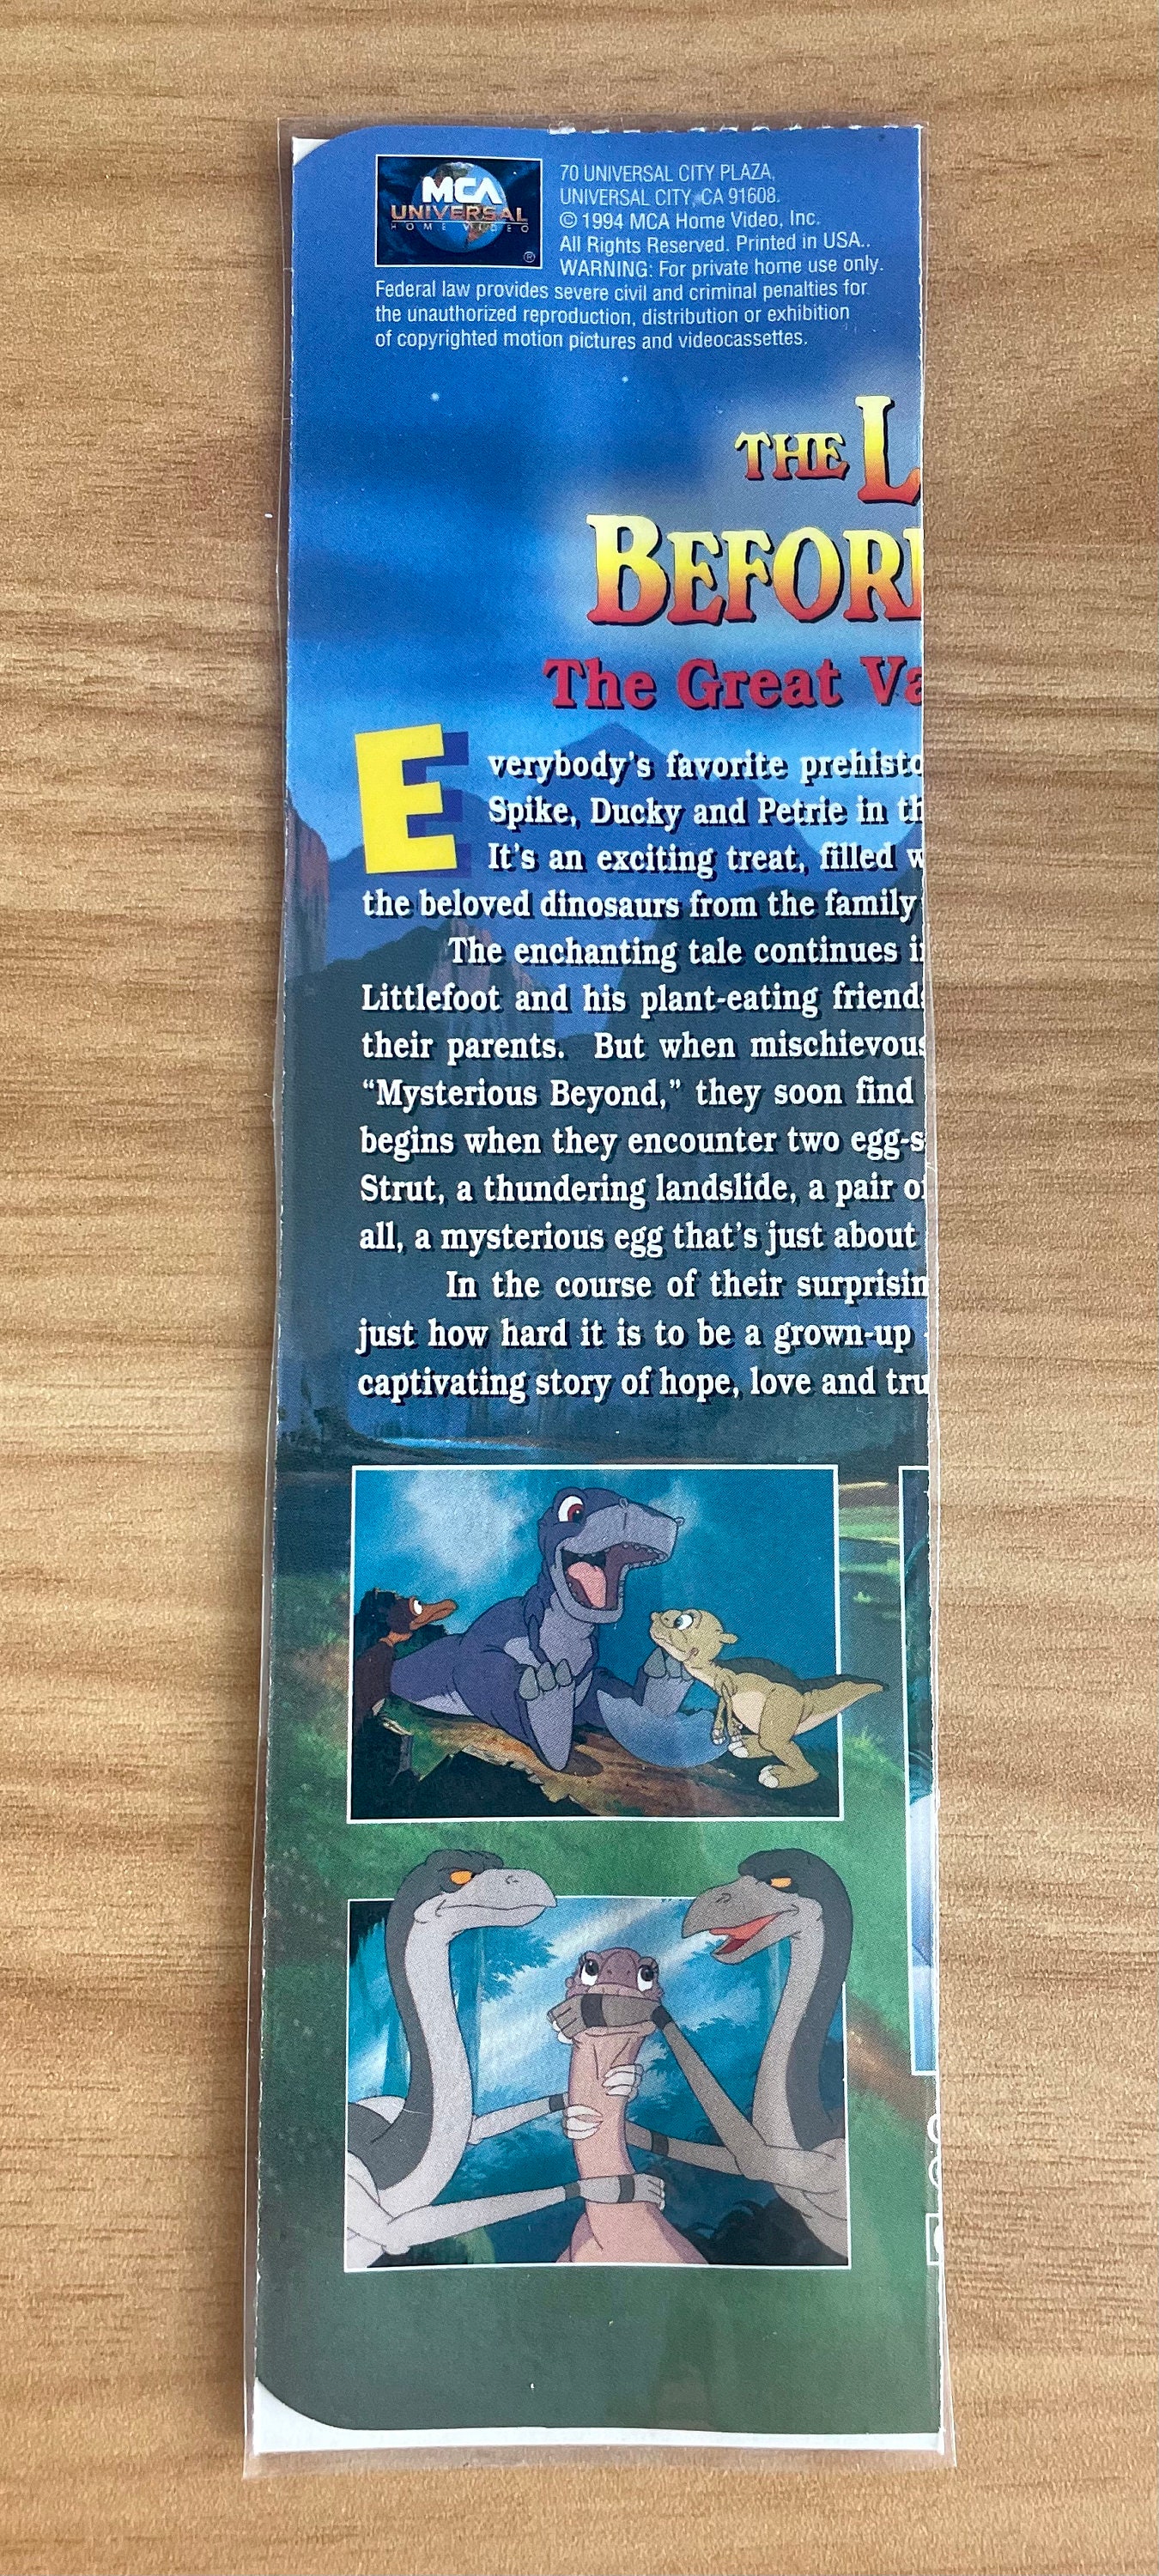 MCA
UNIVERSAL
HOME VIDEO
®
70 UNIVERSAL CITY PLAZA,
UNIVERSAL CITY, CA 91608.
© 1994 MCA Home Video, Inc.
All Rights Reserved. Printed in USA..
WARNING: For private home use only.
Federal law provides severe civil and criminal penalties for
the unauthorized reproduction, distribution or exhibition
of copyrighted motion pictures and videocassettes.
THE L
BEFOR
The Great Va
Everybody's favorite prehisto
Spike, Ducky and Petrie in th
It's an exciting treat, filled w
the beloved dinosaurs from the family
The enchanting tale continues i
Littlefoot and his plant-eating friends
their parents. But when mischievous
“Mysterious Beyond,” they soon find
begins when they encounter two egg-s
Strut, a thundering landslide, a pair o
all, a mysterious egg that's just about
In the course of their surprisin
just how hard it is to be a grown-up
captivating story of hope, love and tru